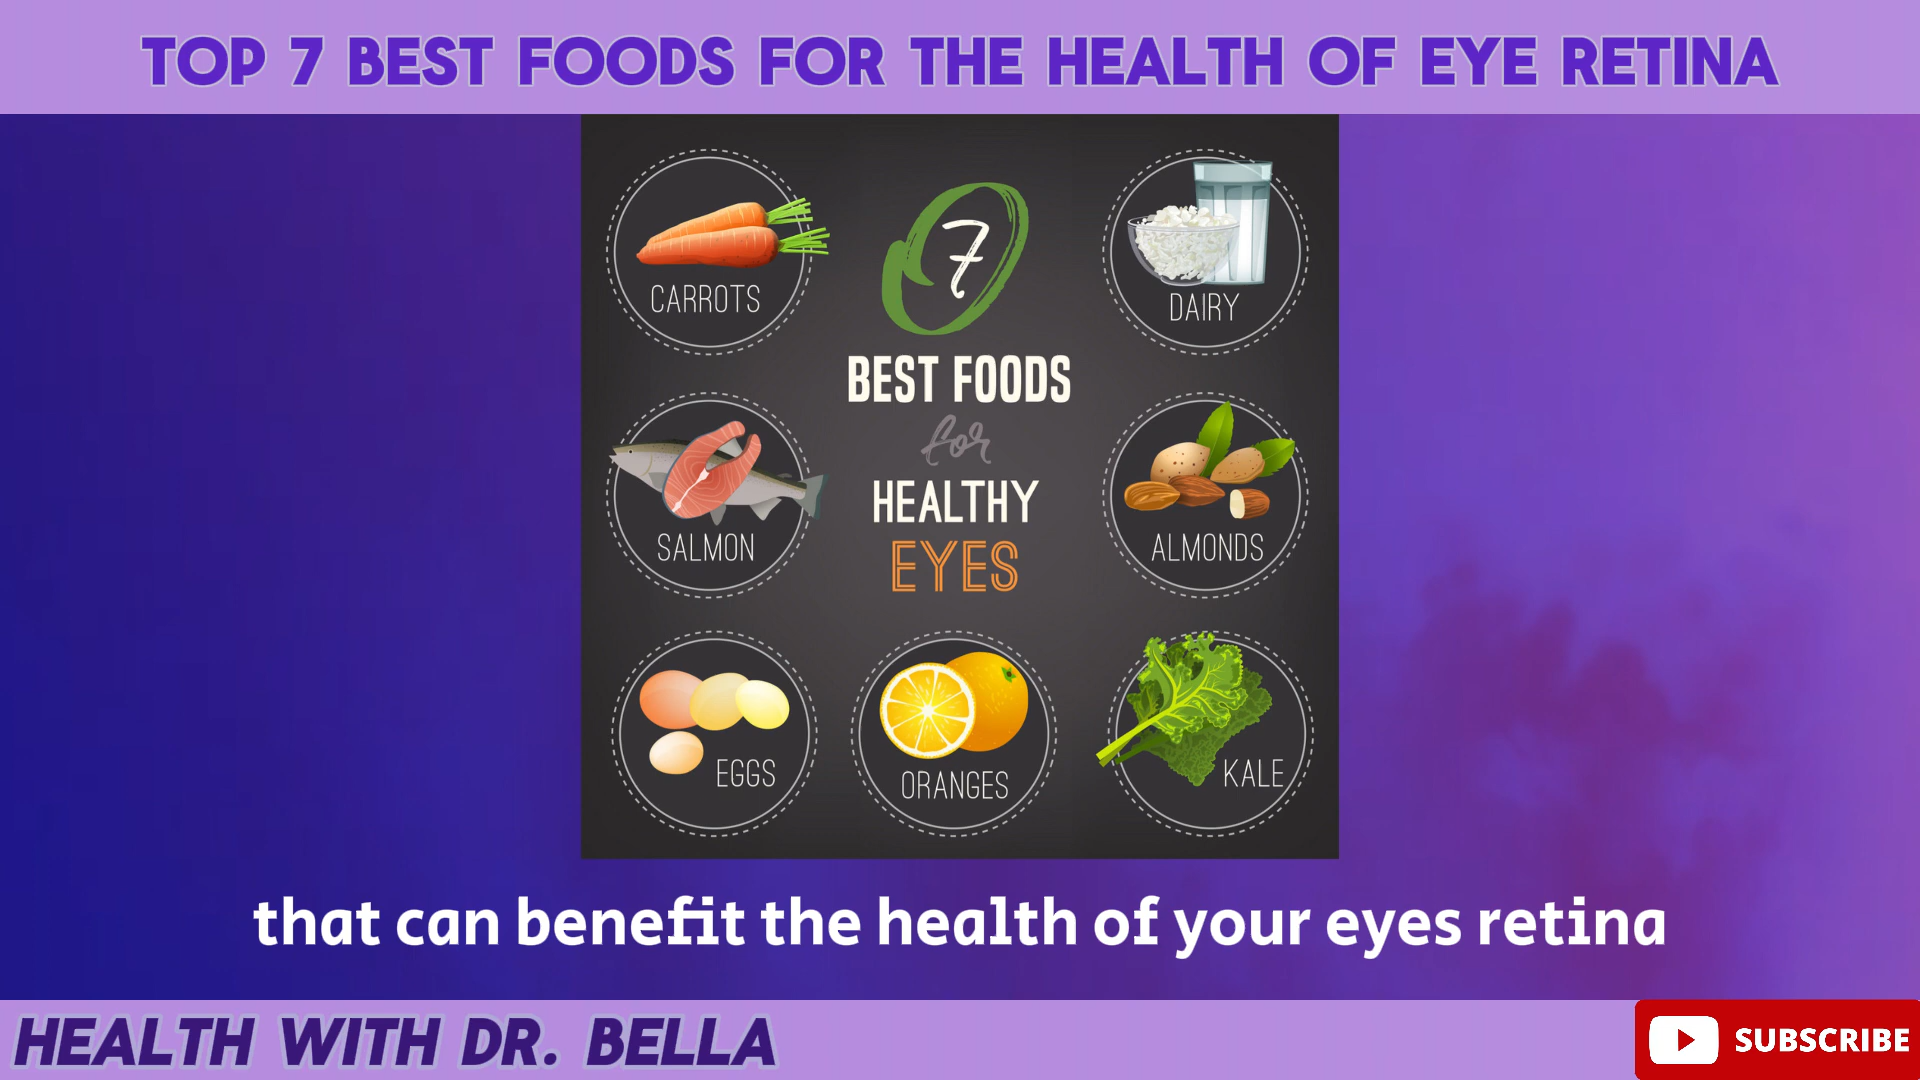 TOP 7 BEST FOODS FOR THE HEALTH OF EYE RETINA
CARROTS
7
DAIRY
BEST FOODS
for
HEALTHY
EYES
SALMON
ALMONDS
EGGS
ORANGES
KALE
that can benefit the health of your eyes retina
HEALTH WITH DR. BELLA
SUBSCRIBE